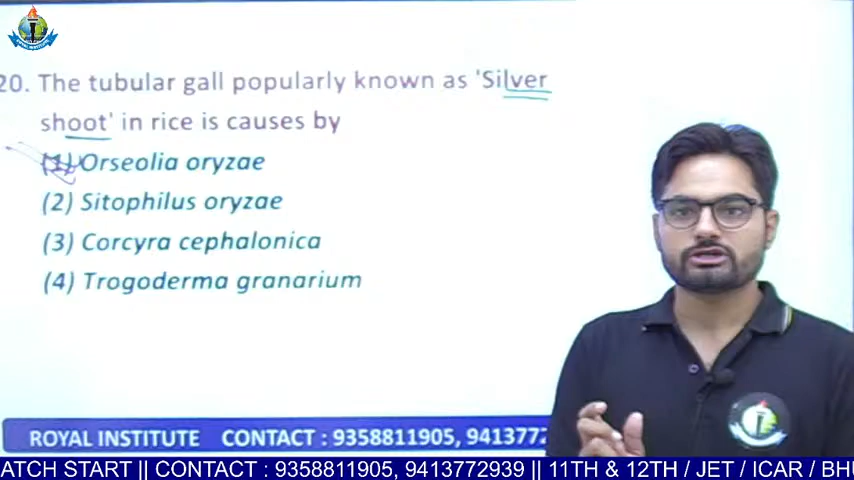 ROYAL INSTITUTE
20. The tubular gall popularly known as 'Silver
shoot' in rice is causes by
(1) Orseolia oryzae
(2) Sitophilus oryzae
(3) Corcyra cephalonica
(4) Trogoderma granarium
ROYAL INSTITUTE CONTACT : 9358811905, 941377
ATCH START || CONTACT : 9358811905, 9413772939 || 11TH & 12TH / JET / ICAR / BHU